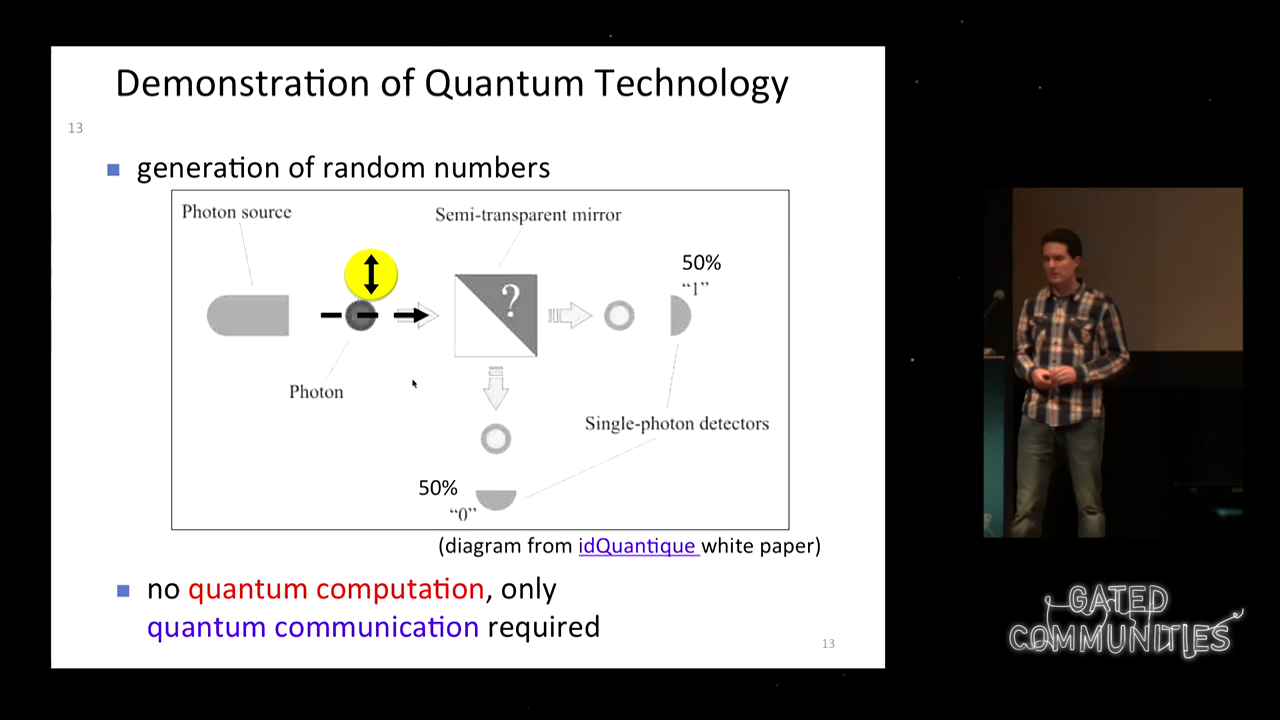 Demonstration of Quantum Technology
13
generation of random numbers
Photon source
Semi-transparent mirror
50%
“1”
?
Photon
Single-photon detectors
50%
“0”
(diagram from idQuantique white paper)
no quantum computation, only
quantum communication required
13
GATED
COMMUNITIES